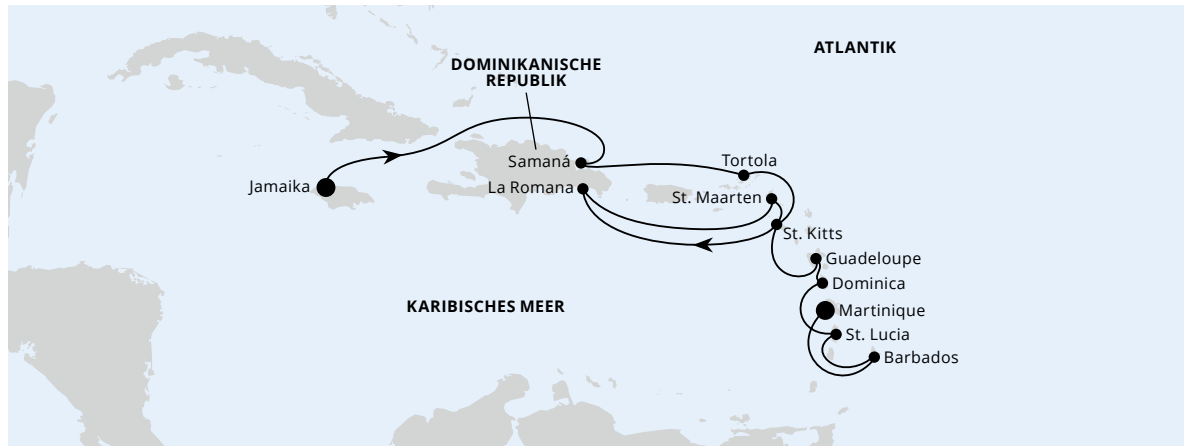 ATLANTIK
DOMINIKANISCHE
REPUBLIK
Samaná
Tortola
Jamaika
La Romana
St. Maarten
St. Kitts
Guadeloupe
Dominica
KARIBISCHES MEER
Martinique
St. Lucia
Barbados